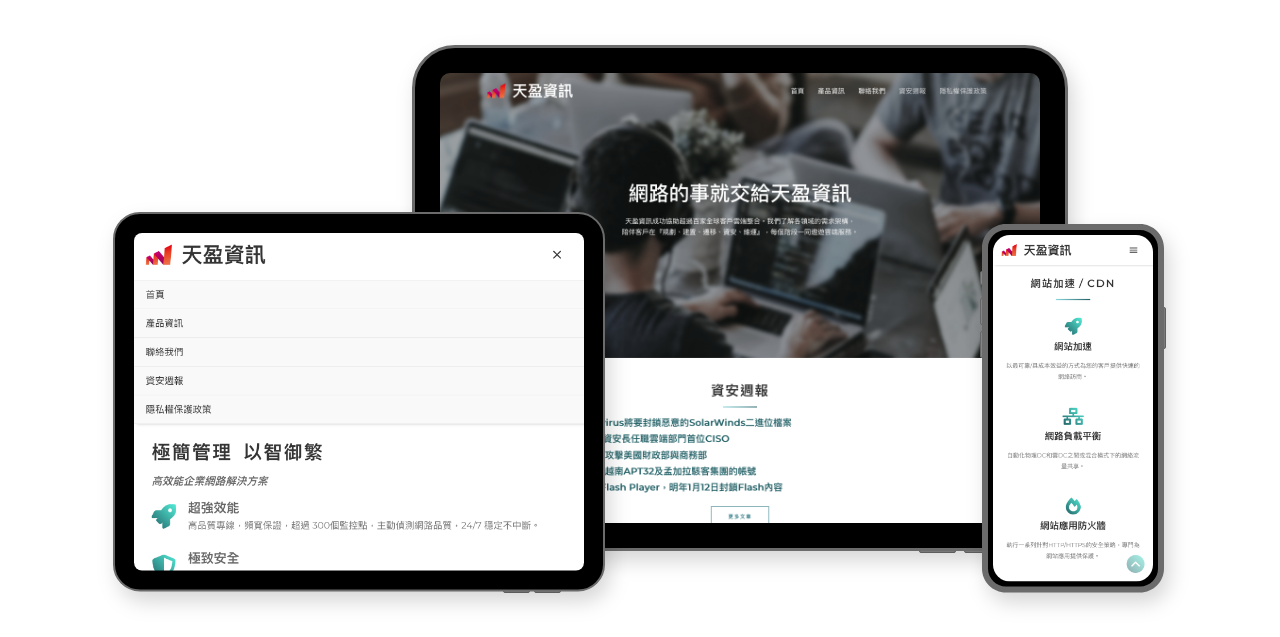 天盈資訊
首頁
產品資訊
聯絡我們
資安週報
隱私權保護政策
網路的事就交給天盈資訊
天盈資訊成功協助超過百家全球客戶雲端整合。我們了解各領域的需求架構。
陪伴客戶在『規劃、建置、遷移、資安、維運』，每個階段一同遨遊雲端服務。
資安週報
irus將要封鎖惡意的SolarWinds二進位檔案
資安長任職雲端部門首位CISO
攻擊美國財政部與商務部
越南APT32及孟加拉駭客集團的帳號
Flash Player，明年1月12日封鎖Flash內容
更多文章
天盈資訊
首頁
產品資訊
聯絡我們
資安週報
隱私權保護政策
極簡管理 以智御繁
高效能企業網路解決方案
超強效能
高品質專線，頻寬保證，超過 300個監控點，主動偵測網路品質，24/7 穩定不中斷。
極致安全
天盈資訊
網站加速 / CDN
網站加速
以最可靠/具成本效益的方式為您的客戶提供快速的
網路訪問。
網路負載平衡
自動化物理DC和雲DC之間或混合模式下的網絡流
量共享。
網站應用防火牆
執行一系列針對HTTP/HTTPS的安全策略，專門為
網站應用提供保護。